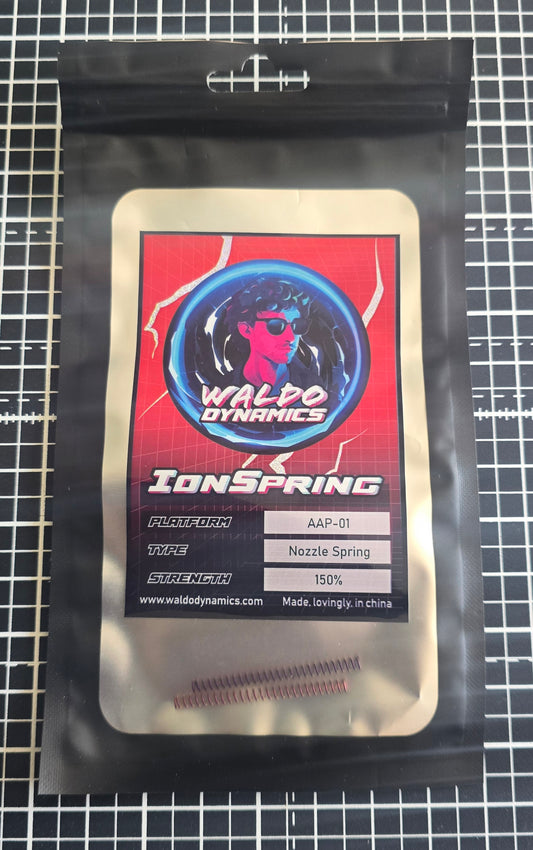 WALDO
DYNAMICS
IONSPRING
PLATFORM AAP-01
TYPE Nozzle Spring
STRENGTH 150%
www.waldodynamics.com Made, lovingly, in china